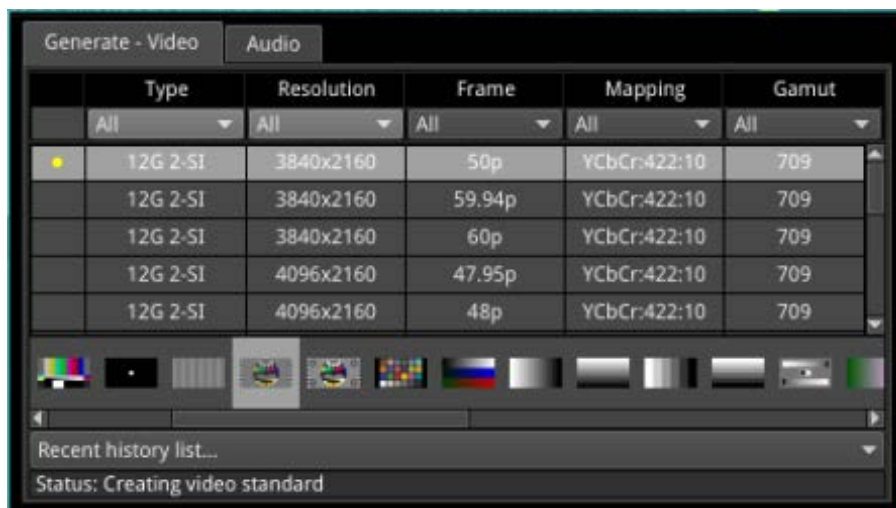 Generate - Video Audio
Type Resolution Frame Mapping Gamut
All All All All All
12G 2-SI 3840x2160 50p YCbCr:422:10 709
12G 2-SI 3840x2160 59.94p YCbCr:422:10 709
12G 2-SI 3840x2160 60p YCbCr:422:10 709
12G 2-SI 4096x2160 47.95p YCbCr:422:10 709
12G 2-SI 4096x2160 48p YCbCr:422:10 709
Recent history list...
Status: Creating video standard